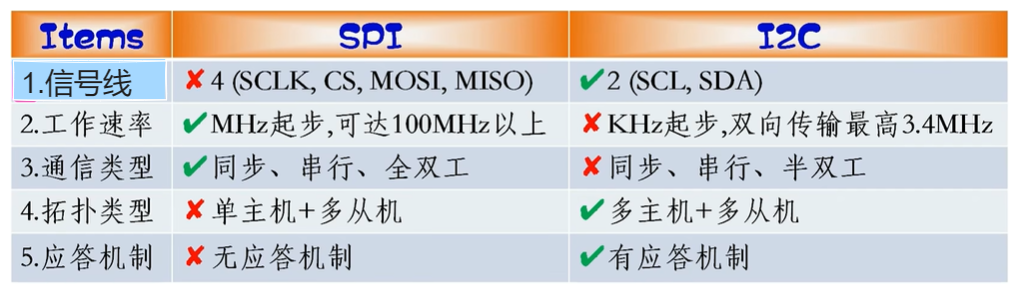 Items SPI I2C
1.信号线 ✘ 4 (SCLK, CS, MOSI, MISO) ✔ 2 (SCL, SDA)
2.工作速率 ✔ MHz起步,可达100MHz以上 ✘ KHz起步,双向传输最高3.4MHz
3.通信类型 ✔ 同步、串行、全双工 ✘ 同步、串行、半双工
4.拓扑类型 ✘ 单主机+多从机 ✔ 多主机+多从机
5.应答机制 ✘ 无应答机制 ✔ 有应答机制